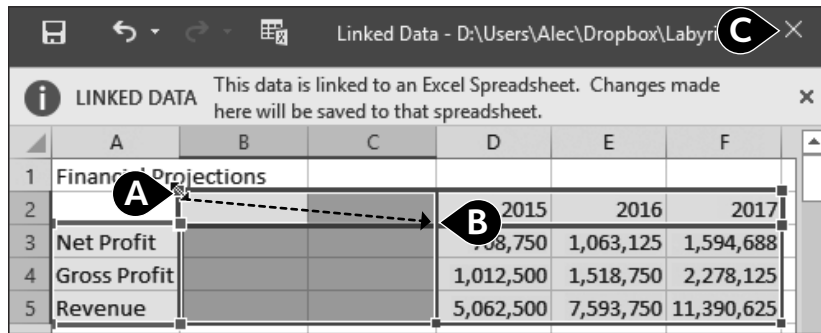 Linked Data - D:\Users\Alec\Dropbox\Labyri
C
LINKED DATA
This data is linked to an Excel Spreadsheet. Changes made
here will be saved to that spreadsheet.
A B C D E F
1 Financial Projections
A
2 2015 2016 2017
B
3 Net Profit 708,750 1,063,125 1,594,688
4 Gross Profit 1,012,500 1,518,750 2,278,125
5 Revenue 5,062,500 7,593,750 11,390,625